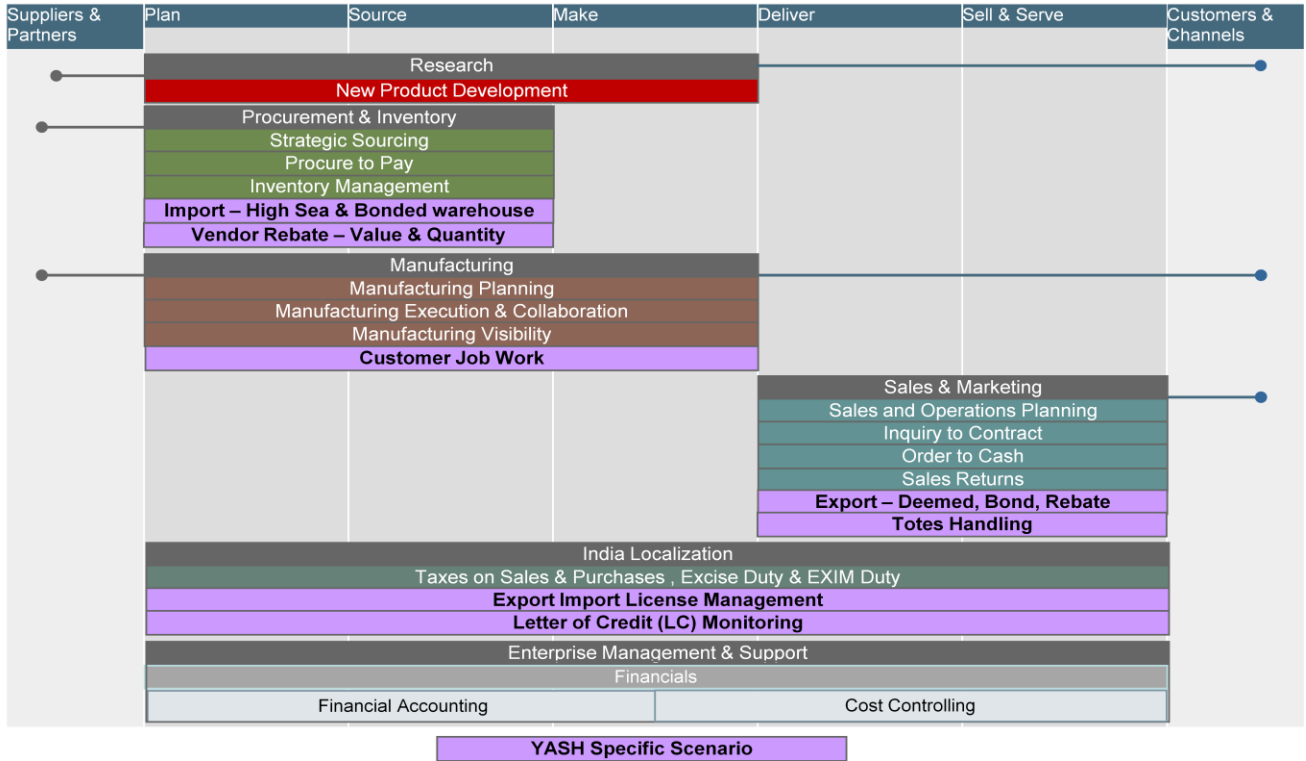 Suppliers &
Partners
Plan
Source
Make
Deliver
Sell & Serve
Customers &
Channels
Research
New Product Development
Procurement & Inventory
Strategic Sourcing
Procure to Pay
Inventory Management
Import – High Sea & Bonded warehouse
Vendor Rebate – Value & Quantity
Manufacturing
Manufacturing Planning
Manufacturing Execution & Collaboration
Manufacturing Visibility
Customer Job Work
Sales & Marketing
Sales and Operations Planning
Inquiry to Contract
Order to Cash
Sales Returns
Export – Deemed, Bond, Rebate
Totes Handling
India Localization
Taxes on Sales & Purchases , Excise Duty & EXIM Duty
Export Import License Management
Letter of Credit (LC) Monitoring
Enterprise Management & Support
Financials
Financial Accounting
Cost Controlling
YASH Specific Scenario